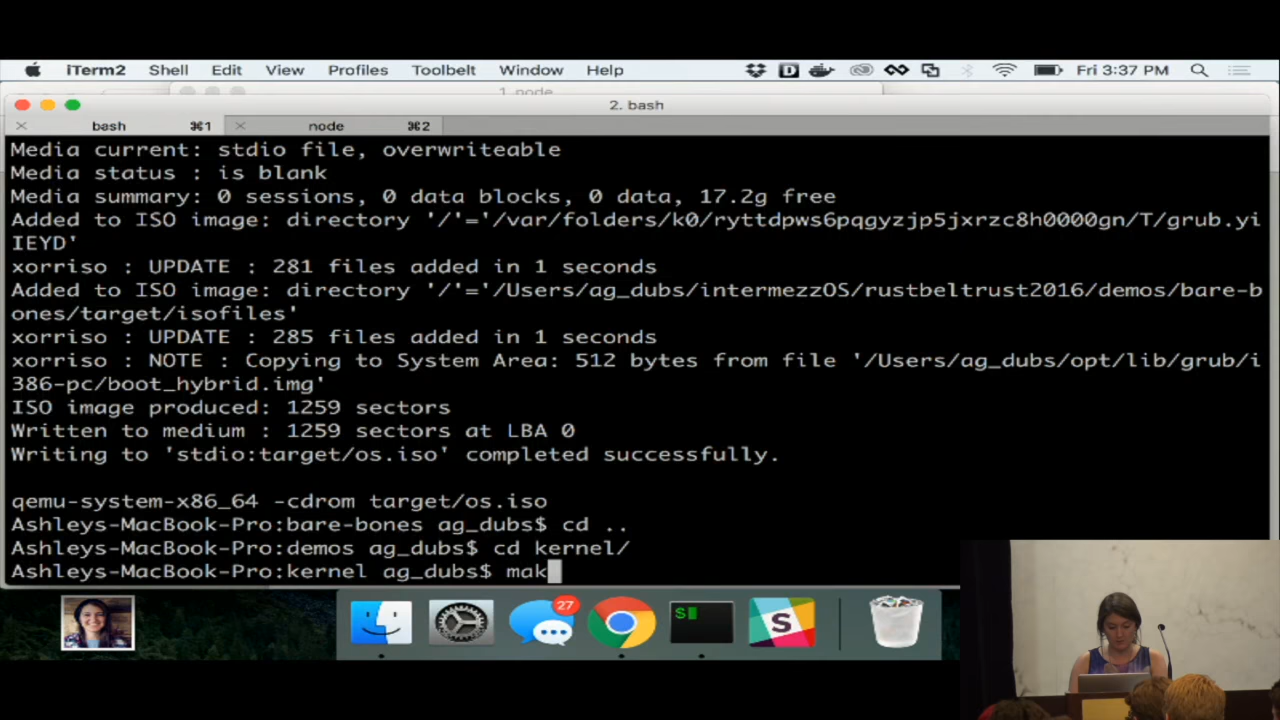 iTerm2 Shell Edit View Profiles Toolbelt Window Help Fri 3:37 PM
1. node
2. bash
bash ⌘1 node ⌘2
Media current: stdio file, overwriteable
Media status : is blank
Media summary: 0 sessions, 0 data blocks, 0 data, 17.2g free
Added to ISO image: directory '/'='/var/folders/k0/ryttdpws6pqgyzjp5jxrzc8h0000gn/T/grub.yi
IEYD'
xorriso : UPDATE : 281 files added in 1 seconds
Added to ISO image: directory '/'='/Users/ag_dubs/intermezzOS/rustbeltrust2016/demos/bare-b
ones/target/isofiles'
xorriso : UPDATE : 285 files added in 1 seconds
xorriso : NOTE : Copying to System Area: 512 bytes from file '/Users/ag_dubs/opt/lib/grub/i
386-pc/boot_hybrid.img'
ISO image produced: 1259 sectors
Written to medium : 1259 sectors at LBA 0
Writing to 'stdio:target/os.iso' completed successfully.
qemu-system-x86_64 -cdrom target/os.iso
Ashleys-MacBook-Pro:bare-bones ag_dubs$ cd ..
Ashleys-MacBook-Pro:demos ag_dubs$ cd kernel/
Ashleys-MacBook-Pro:kernel ag_dubs$ mak
27
$
S